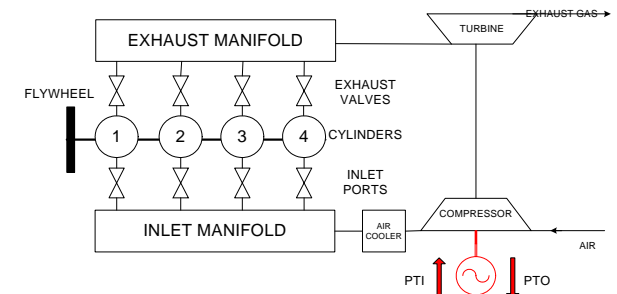 EXHAUST GAS
TURBINE
EXHAUST MANIFOLD
EXHAUST
VALVES
FLYWHEEL
1
2
3
4
CYLINDERS
INLET
PORTS
COMPRESSOR
INLET MANIFOLD
AIR
COOLER
AIR
PTI
PTO